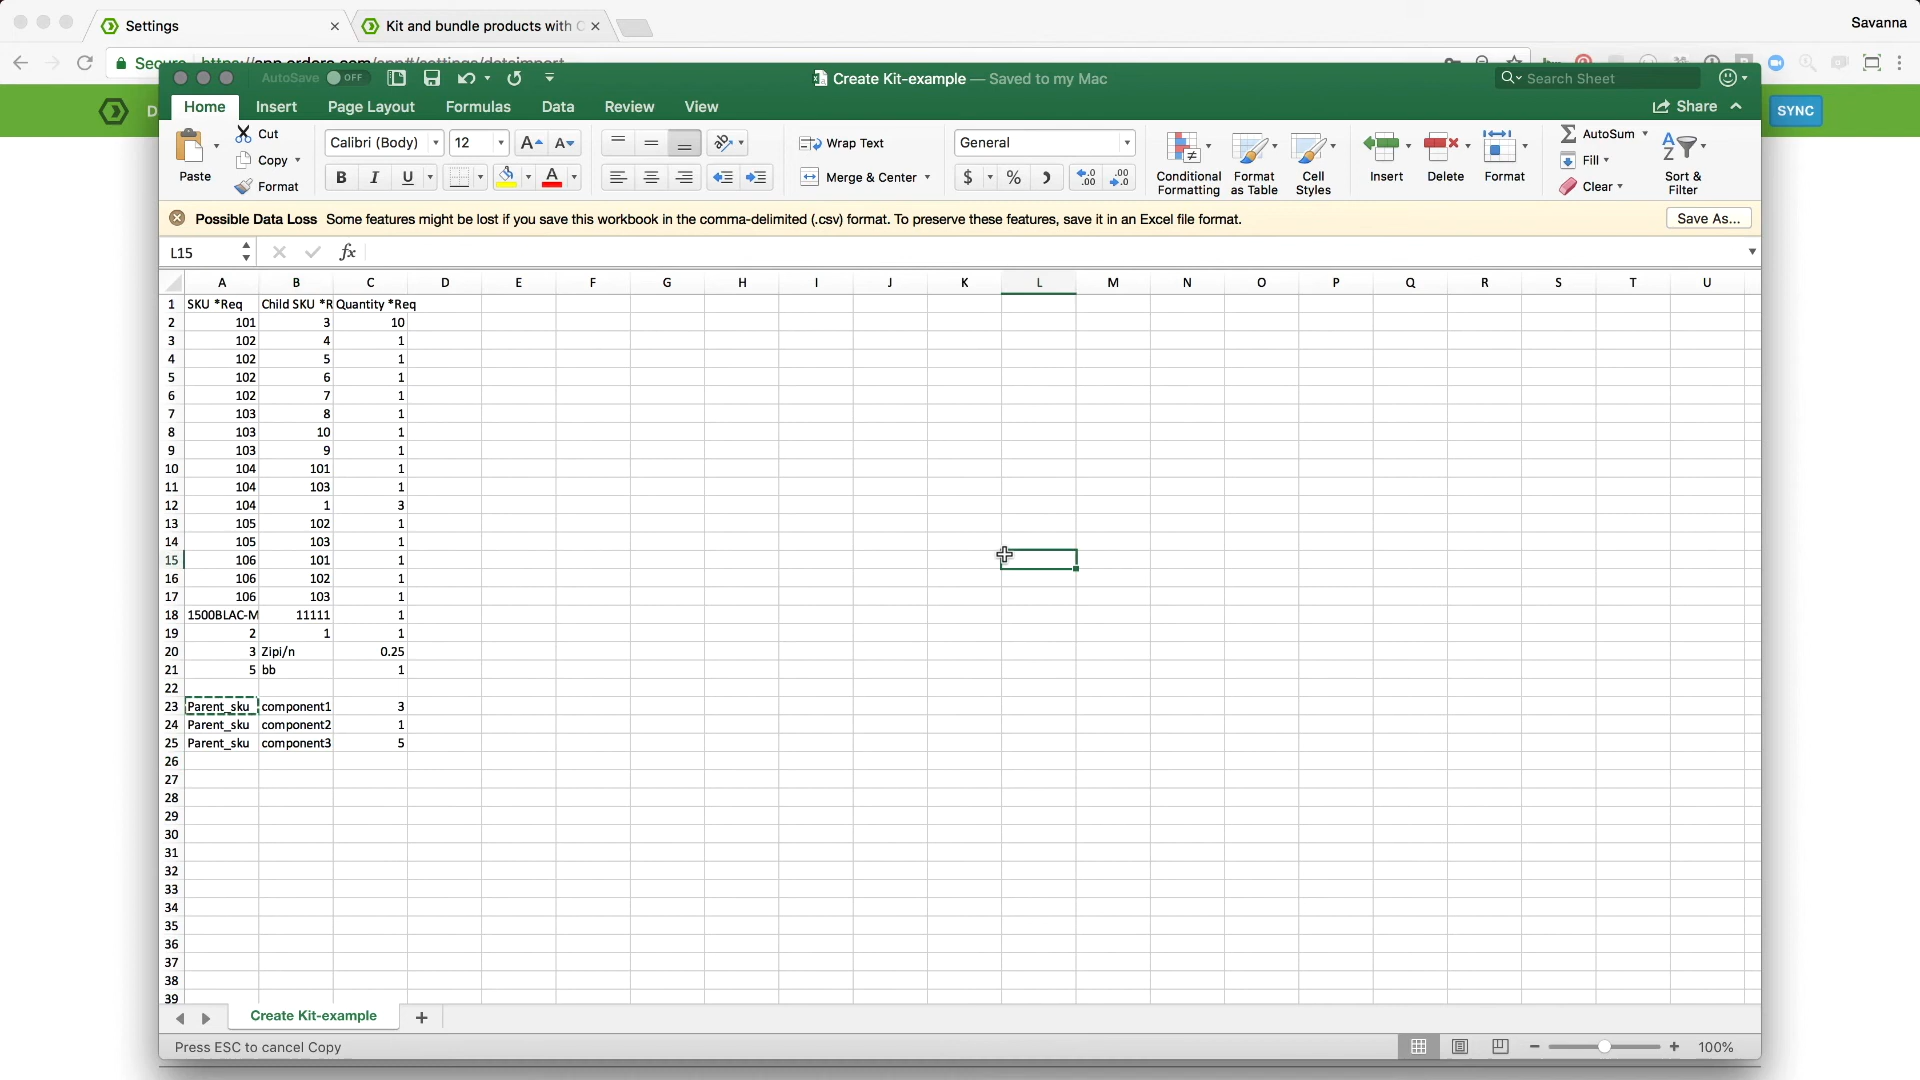 Settings
Kit and bundle products with
Savanna
SYNC
AutoSave OFF
Create Kit-example — Saved to my Mac
Search Sheet
Home Insert Page Layout Formulas Data Review View
Share
Paste
Cut
Copy
Format
Calibri (Body) 12
B I U
Wrap Text
Merge & Center
General
$ %
Conditional Formatting
Format as Table
Cell Styles
Insert
Delete
Format
AutoSum
Fill
Clear
Sort & Filter
Possible Data Loss Some features might be lost if you save this workbook in the comma-delimited (.csv) format. To preserve these features, save it in an Excel file format.
Save As...
L15 fx
A B C D E F G H I J K L M N O P Q R S T U
1 SKU *Req Child SKU *R Quantity *Req
2 101 3 10
3 102 4 1
4 102 5 1
5 102 6 1
6 102 7 1
7 103 8 1
8 103 10 1
9 103 9 1
10 104 101 1
11 104 103 1
12 104 1 3
13 105 102 1
14 105 103 1
15 106 101 1
16 106 102 1
17 106 103 1
18 1500BLAC-M 11111 1
19 2 1 1
20 3 Zipi/n 0.25
21 5 bb 1
22
23 Parent_sku component1 3
24 Parent_sku component2 1
25 Parent_sku component3 5
26
27
28
29
30
31
32
33
34
35
36
37
38
39
Create Kit-example
Press ESC to cancel Copy
100%